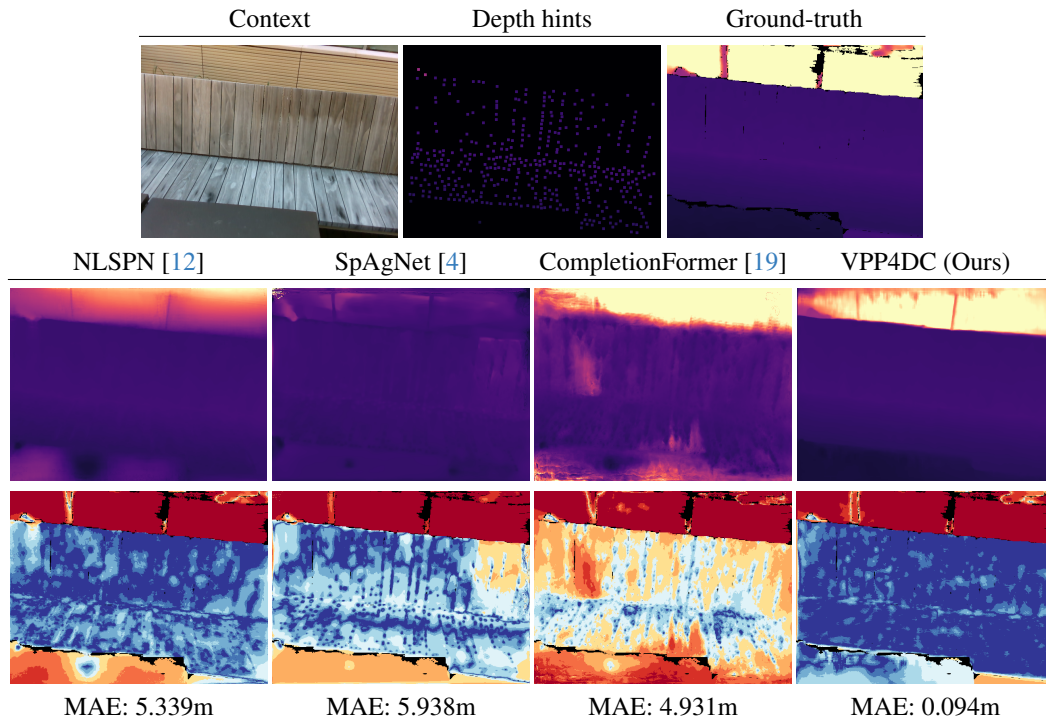 Context Depth hints Ground-truth
NLSPN [12] SpAgNet [4] CompletionFormer [19] VPP4DC (Ours)
MAE: 5.339m MAE: 5.938m MAE: 4.931m MAE: 0.094m